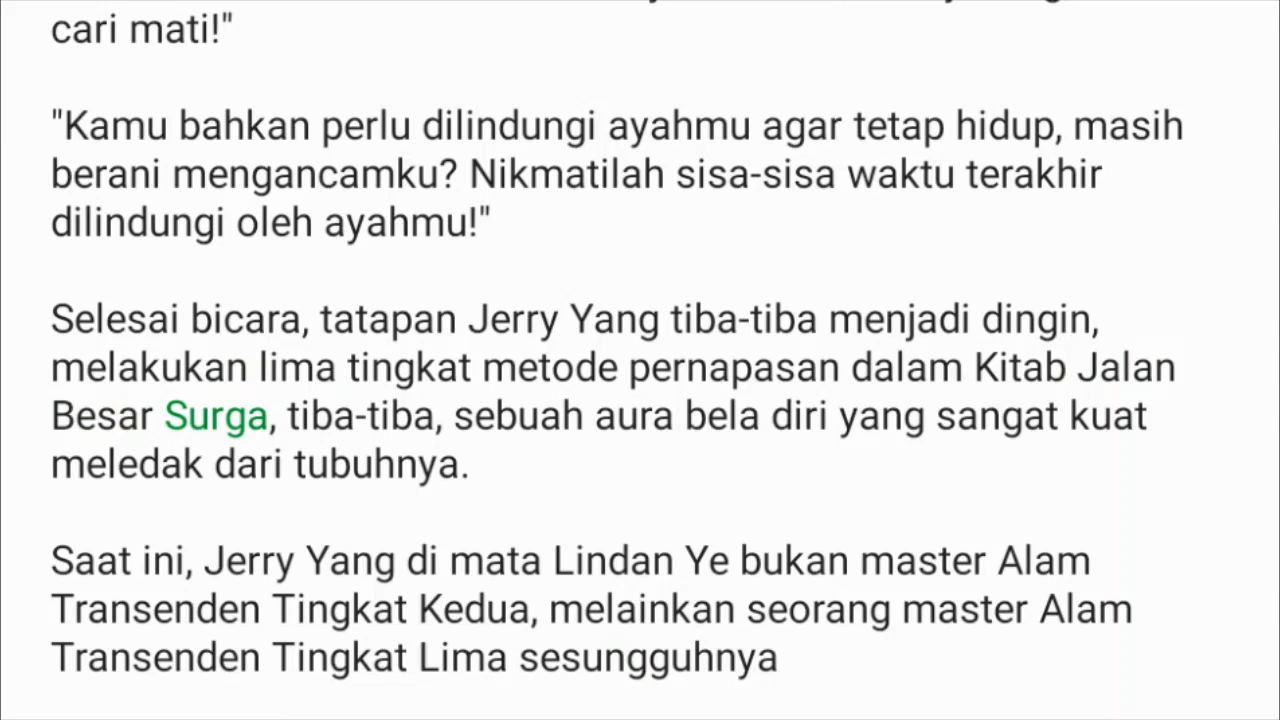 cari mati!"
"Kamu bahkan perlu dilindungi ayahmu agar tetap hidup, masih
berani mengancamku? Nikmatilah sisa-sisa waktu terakhir
dilindungi oleh ayahmu!"
Selesai bicara, tatapan Jerry Yang tiba-tiba menjadi dingin,
melakukan lima tingkat metode pernapasan dalam Kitab Jalan
Besar Surga, tiba-tiba, sebuah aura bela diri yang sangat kuat
meledak dari tubuhnya.
Saat ini, Jerry Yang di mata Lindan Ye bukan master Alam
Transenden Tingkat Kedua, melainkan seorang master Alam
Transenden Tingkat Lima sesungguhnya